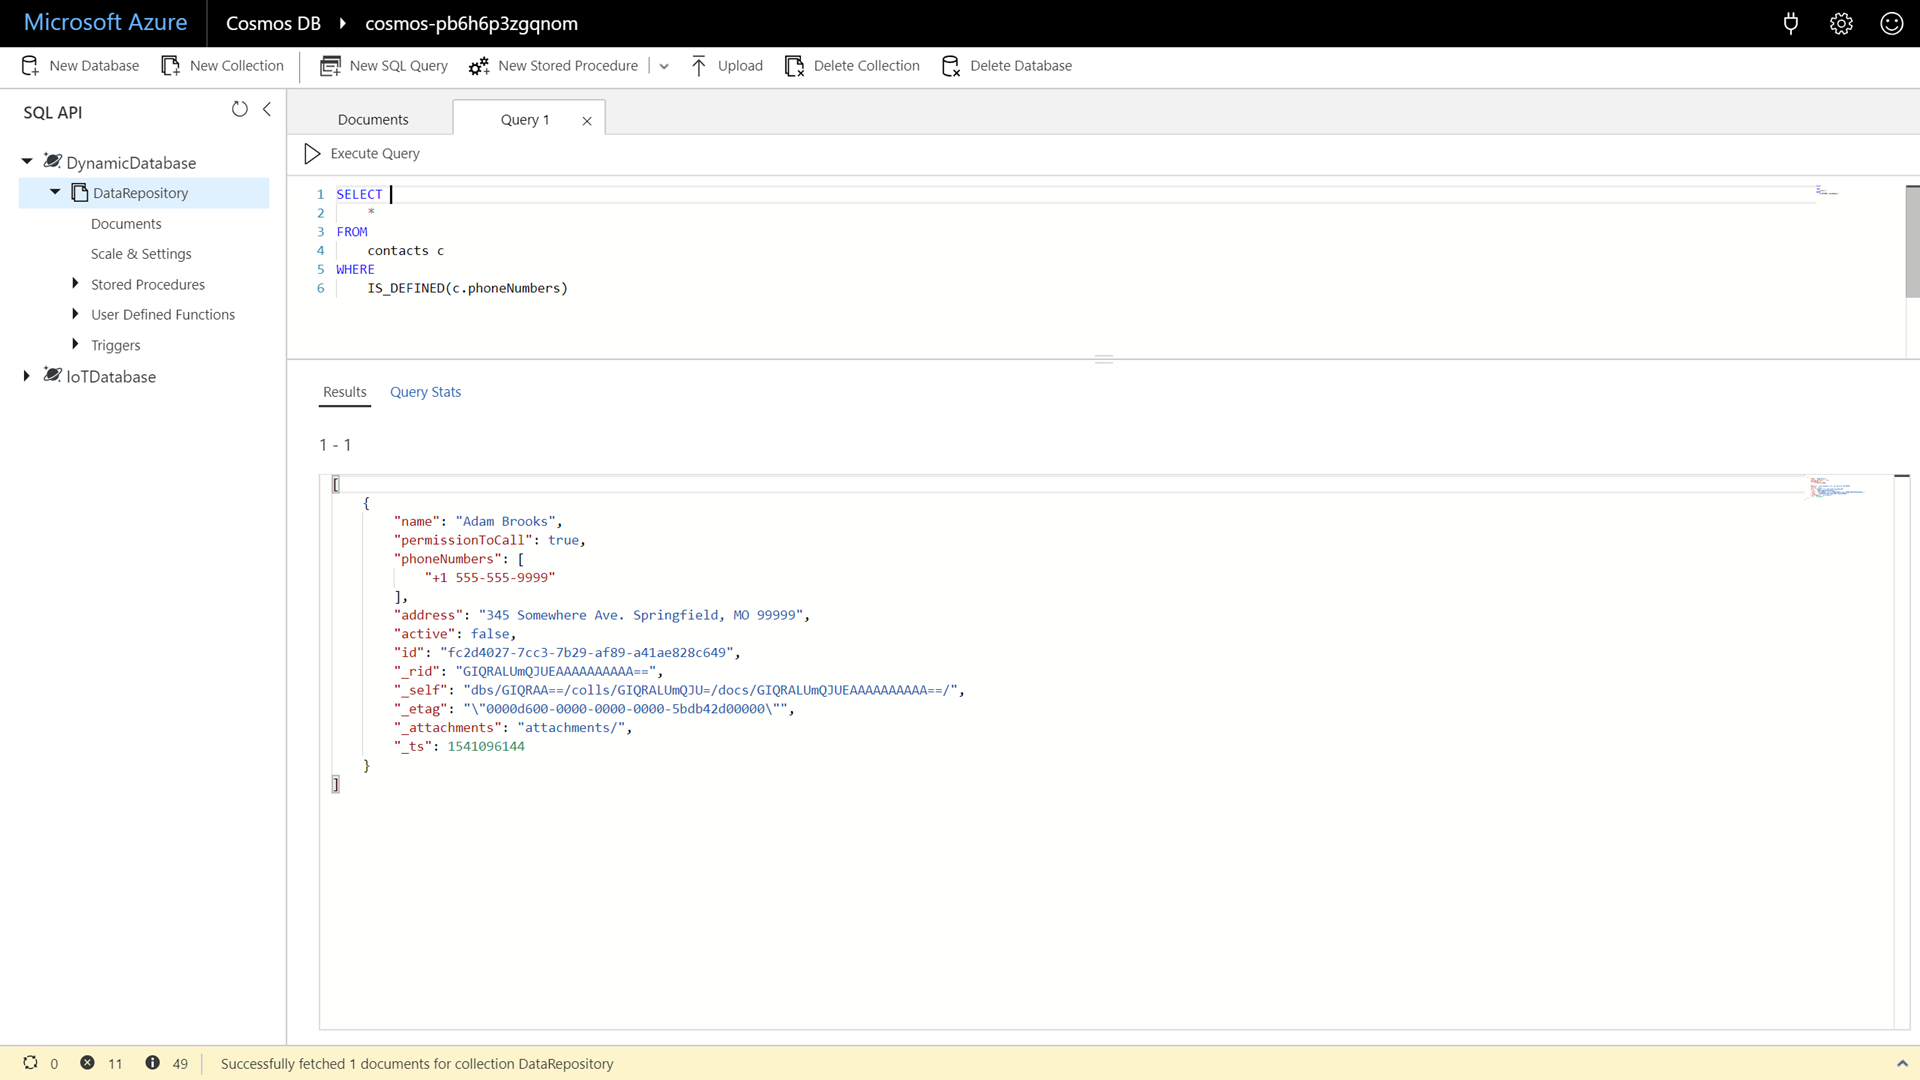 Microsoft Azure
Cosmos DB
cosmos-pb6h6p3zgqnom
New Database
New Collection
New SQL Query
New Stored Procedure
Upload
Delete Collection
Delete Database
SQL API
DynamicDatabase
DataRepository
Documents
Scale & Settings
Stored Procedures
User Defined Functions
Triggers
IoTDatabase
Documents
Query 1
Execute Query
1 SELECT
2 *
3 FROM
4 contacts c
5 WHERE
6 IS_DEFINED(c.phoneNumbers)
Results
Query Stats
1 - 1
[
{
"name": "Adam Brooks",
"permissionToCall": true,
"phoneNumbers": [
"+1 555-555-9999"
],
"address": "345 Somewhere Ave. Springfield, MO 99999",
"active": false,
"id": "fc2d4027-7cc3-7b29-af89-a41ae828c649",
"_rid": "GIQRALUmQJUEAAAAAAAAAA==",
"_self": "dbs/GIQRAA==/colls/GIQRALUmQJU=/docs/GIQRALUmQJUEAAAAAAAAAA==/",
"_etag": "\"0000d600-0000-0000-0000-5bdb42d00000\"",
"_attachments": "attachments/",
"_ts": 1541096144
}
]
0
11
49
Successfully fetched 1 documents for collection DataRepository